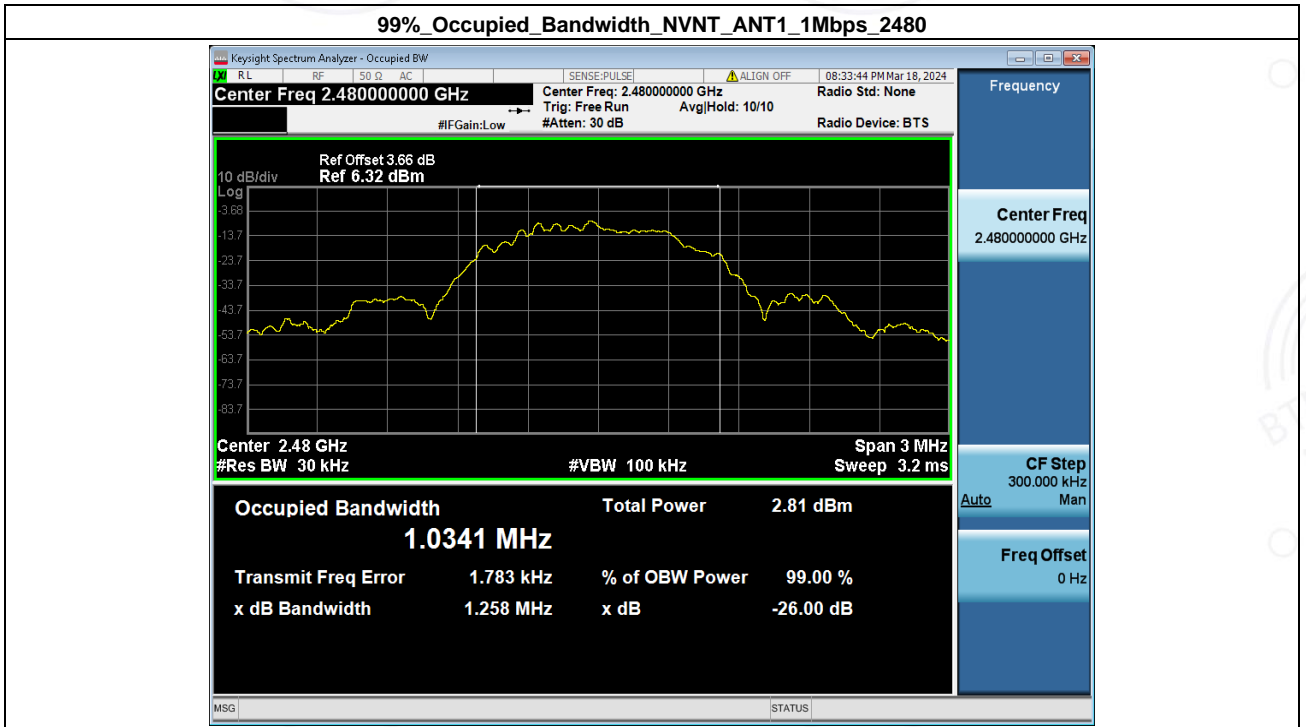 99%_Occupied_Bandwidth_NVNT_ANT1_1Mbps_2480
Keysight Spectrum Analyzer - Occupied BW
LXI RL RF 50 Ω AC SENSE:PULSE ALIGN OFF 08:33:44 PM Mar 18, 2024
Center Freq 2.480000000 GHz
Center Freq: 2.480000000 GHz
Radio Std: None
Trig: Free Run Avg|Hold: 10/10
#IFGain:Low
#Atten: 30 dB
Radio Device: BTS
Frequency
Ref Offset 3.66 dB
10 dB/div Ref 6.32 dBm
Log
-3.68
-13.7
-23.7
-33.7
-43.7
-53.7
-63.7
-73.7
-83.7
Center 2.48 GHz Span 3 MHz
#Res BW 30 kHz #VBW 100 kHz Sweep 3.2 ms
Occupied Bandwidth Total Power 2.81 dBm
1.0341 MHz
Transmit Freq Error 1.783 kHz % of OBW Power 99.00 %
x dB Bandwidth 1.258 MHz x dB -26.00 dB
Center Freq
2.480000000 GHz
CF Step
300.000 kHz
Auto Man
Freq Offset
0 Hz
MSG STATUS